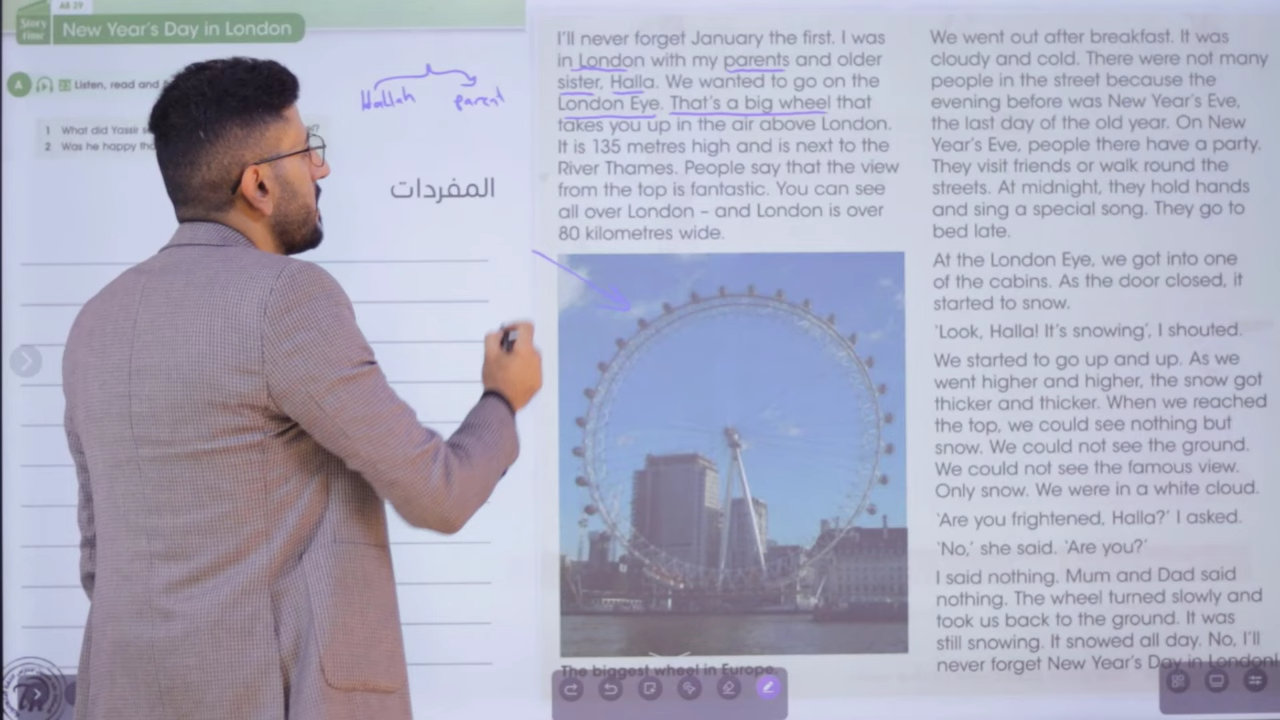 AB 29
Story time
New Year's Day in London
A 23 Listen, read and
1 What did Yassir
2 Was he happy
Hallah parent
المفردات
I'll never forget January the first. I was
in London with my parents and older
sister, Halla. We wanted to go on the
London Eye. That's a big wheel that
takes you up in the air above London.
It is 135 metres high and is next to the
River Thames. People say that the view
from the top is fantastic. You can see
all over London – and London is over
80 kilometres wide.
The biggest wheel in Europe.
We went out after breakfast. It was
cloudy and cold. There were not many
people in the street because the
evening before was New Year's Eve,
the last day of the old year. On New
Year's Eve, people there have a party.
They visit friends or walk round the
streets. At midnight, they hold hands
and sing a special song. They go to
bed late.
At the London Eye, we got into one
of the cabins. As the door closed, it
started to snow.
'Look, Halla! It's snowing', I shouted.
We started to go up and up. As we
went higher and higher, the snow got
thicker and thicker. When we reached
the top, we could see nothing but
snow. We could not see the ground.
We could not see the famous view.
Only snow. We were in a white cloud.
'Are you frightened, Halla?' I asked.
'No,' she said. 'Are you?'
I said nothing. Mum and Dad said
nothing. The wheel turned slowly and
took us back to the ground. It was
still snowing. It snowed all day. No, I'll
never forget New Year's Day in London!